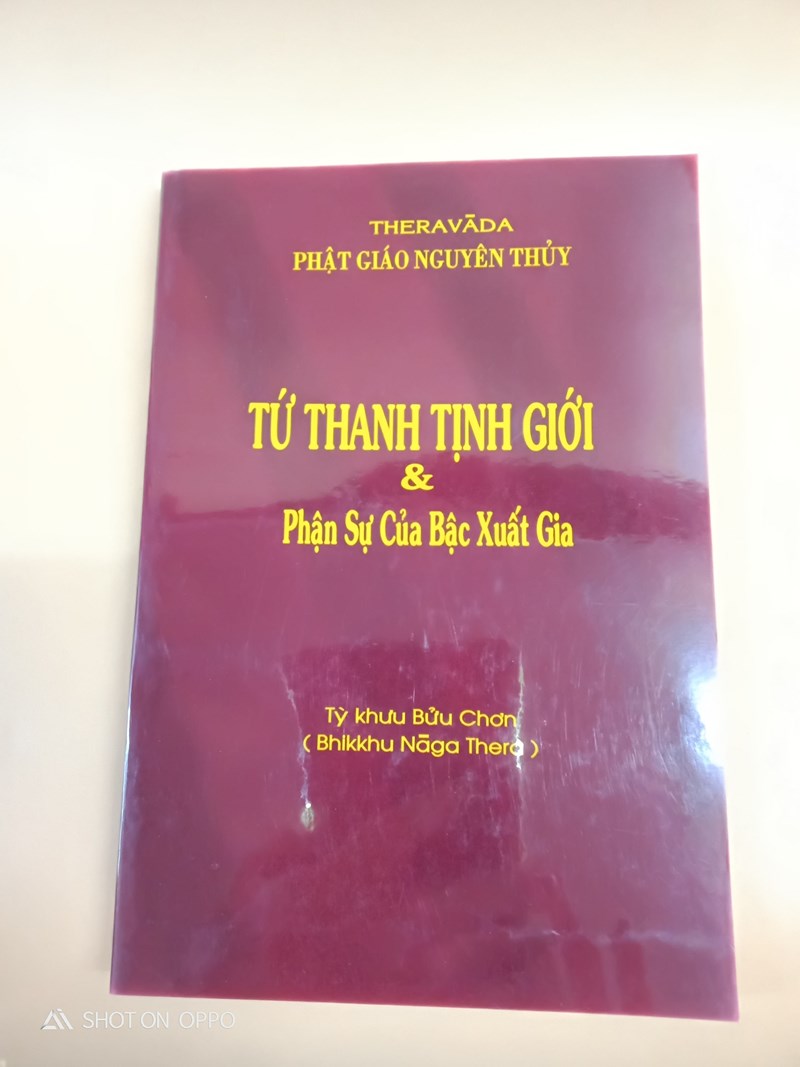 THERAVĀDA
PHẬT GIÁO NGUYÊN THỦY
TỨ THANH TỊNH GIỚI
&
Phận Sự Của Bậc Xuất Gia
Tỳ khưu Bửu Chơn
( Bhikkhu Nāga Thera )
SHOT ON OPPO